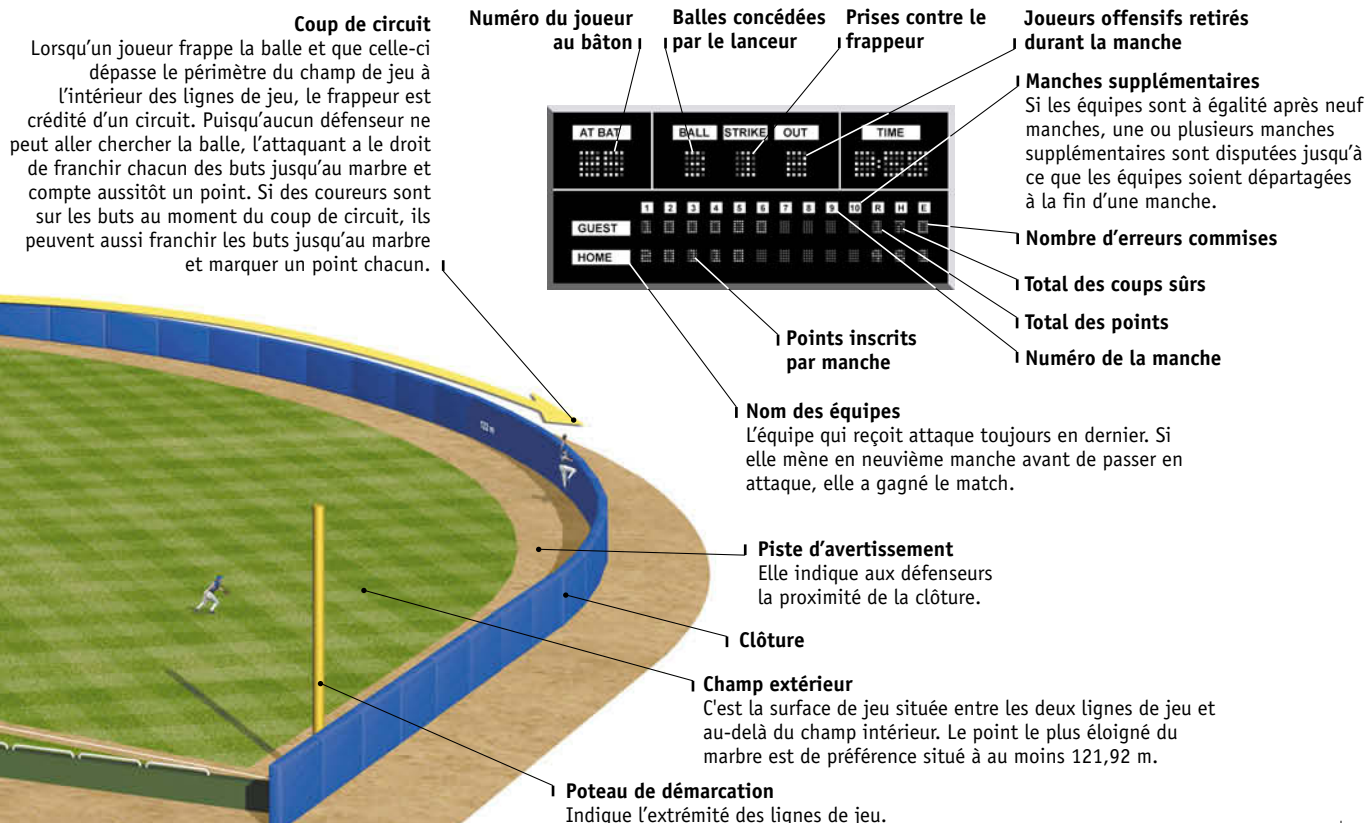 Coup de circuit
Lorsqu'un joueur frappe la balle et que celle-ci
dépasse le périmètre du champ de jeu à
l'intérieur des lignes de jeu, le frappeur est
crédité d'un circuit. Puisqu'aucun défenseur ne
peut aller chercher la balle, l'attaquant a le droit
de franchir chacun des buts jusqu'au marbre et
compte aussitôt un point. Si des coureurs sont
sur les buts au moment du coup de circuit, ils
peuvent aussi franchir les buts jusqu'au marbre
et marquer un point chacun.
Numéro du joueur
au bâton
Balles concédées
par le lanceur
Prises contre le
frappeur
Joueurs offensifs retirés
durant la manche
Manches supplémentaires
Si les équipes sont à égalité après neuf
manches, une ou plusieurs manches
supplémentaires sont disputées jusqu'à
ce que les équipes soient départagées
à la fin d'une manche.
Nombre d'erreurs commises
Total des coups sûrs
Total des points
Numéro de la manche
AT BAT BALL STRIKE OUT TIME
1 2 3 4 5 6 7 8 9 10 R H E
GUEST
HOME
Points inscrits
par manche
Nom des équipes
L'équipe qui reçoit attaque toujours en dernier. Si
elle mène en neuvième manche avant de passer en
attaque, elle a gagné le match.
Piste d'avertissement
Elle indique aux défenseurs
la proximité de la clôture.
Clôture
Champ extérieur
C'est la surface de jeu située entre les deux lignes de jeu et
au-delà du champ intérieur. Le point le plus éloigné du
marbre est de préférence situé à au moins 121,92 m.
Poteau de démarcation
Indique l'extrémité des lignes de jeu.